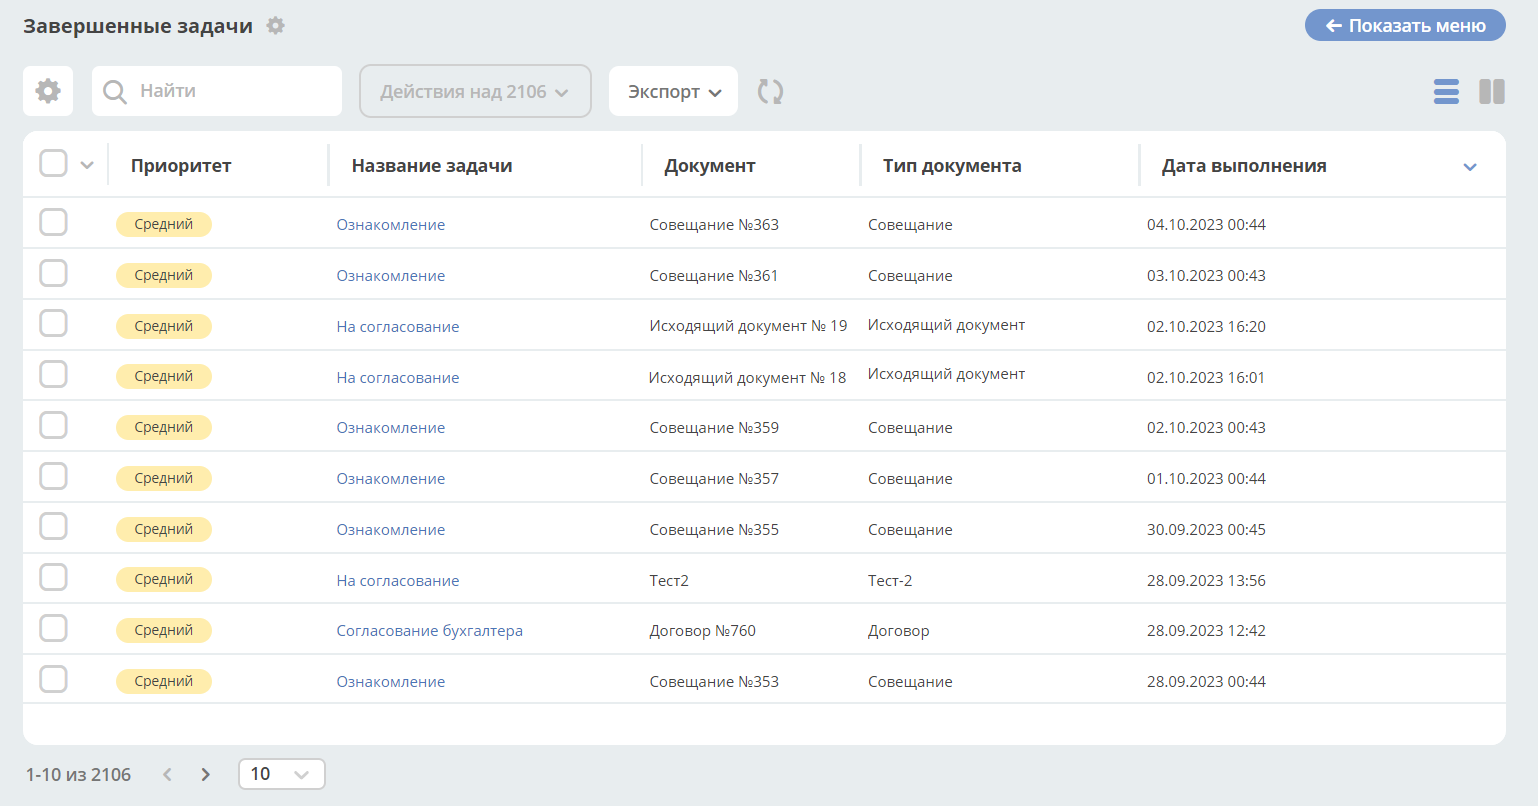 Завершенные задачи
Показать меню
Найти
Действия над 2106
Экспорт
Приоритет Название задачи Документ Тип документа Дата выполнения
Средний Ознакомление Совещание №363 Совещание 04.10.2023 00:44
Средний Ознакомление Совещание №361 Совещание 03.10.2023 00:43
Средний На согласование Исходящий документ № 19 Исходящий документ 02.10.2023 16:20
Средний На согласование Исходящий документ № 18 Исходящий документ 02.10.2023 16:01
Средний Ознакомление Совещание №359 Совещание 02.10.2023 00:43
Средний Ознакомление Совещание №357 Совещание 01.10.2023 00:44
Средний Ознакомление Совещание №355 Совещание 30.09.2023 00:45
Средний На согласование Тест2 Тест-2 28.09.2023 13:56
Средний Согласование бухгалтера Договор №760 Договор 28.09.2023 12:42
Средний Ознакомление Совещание №353 Совещание 28.09.2023 00:44
1-10 из 2106
10